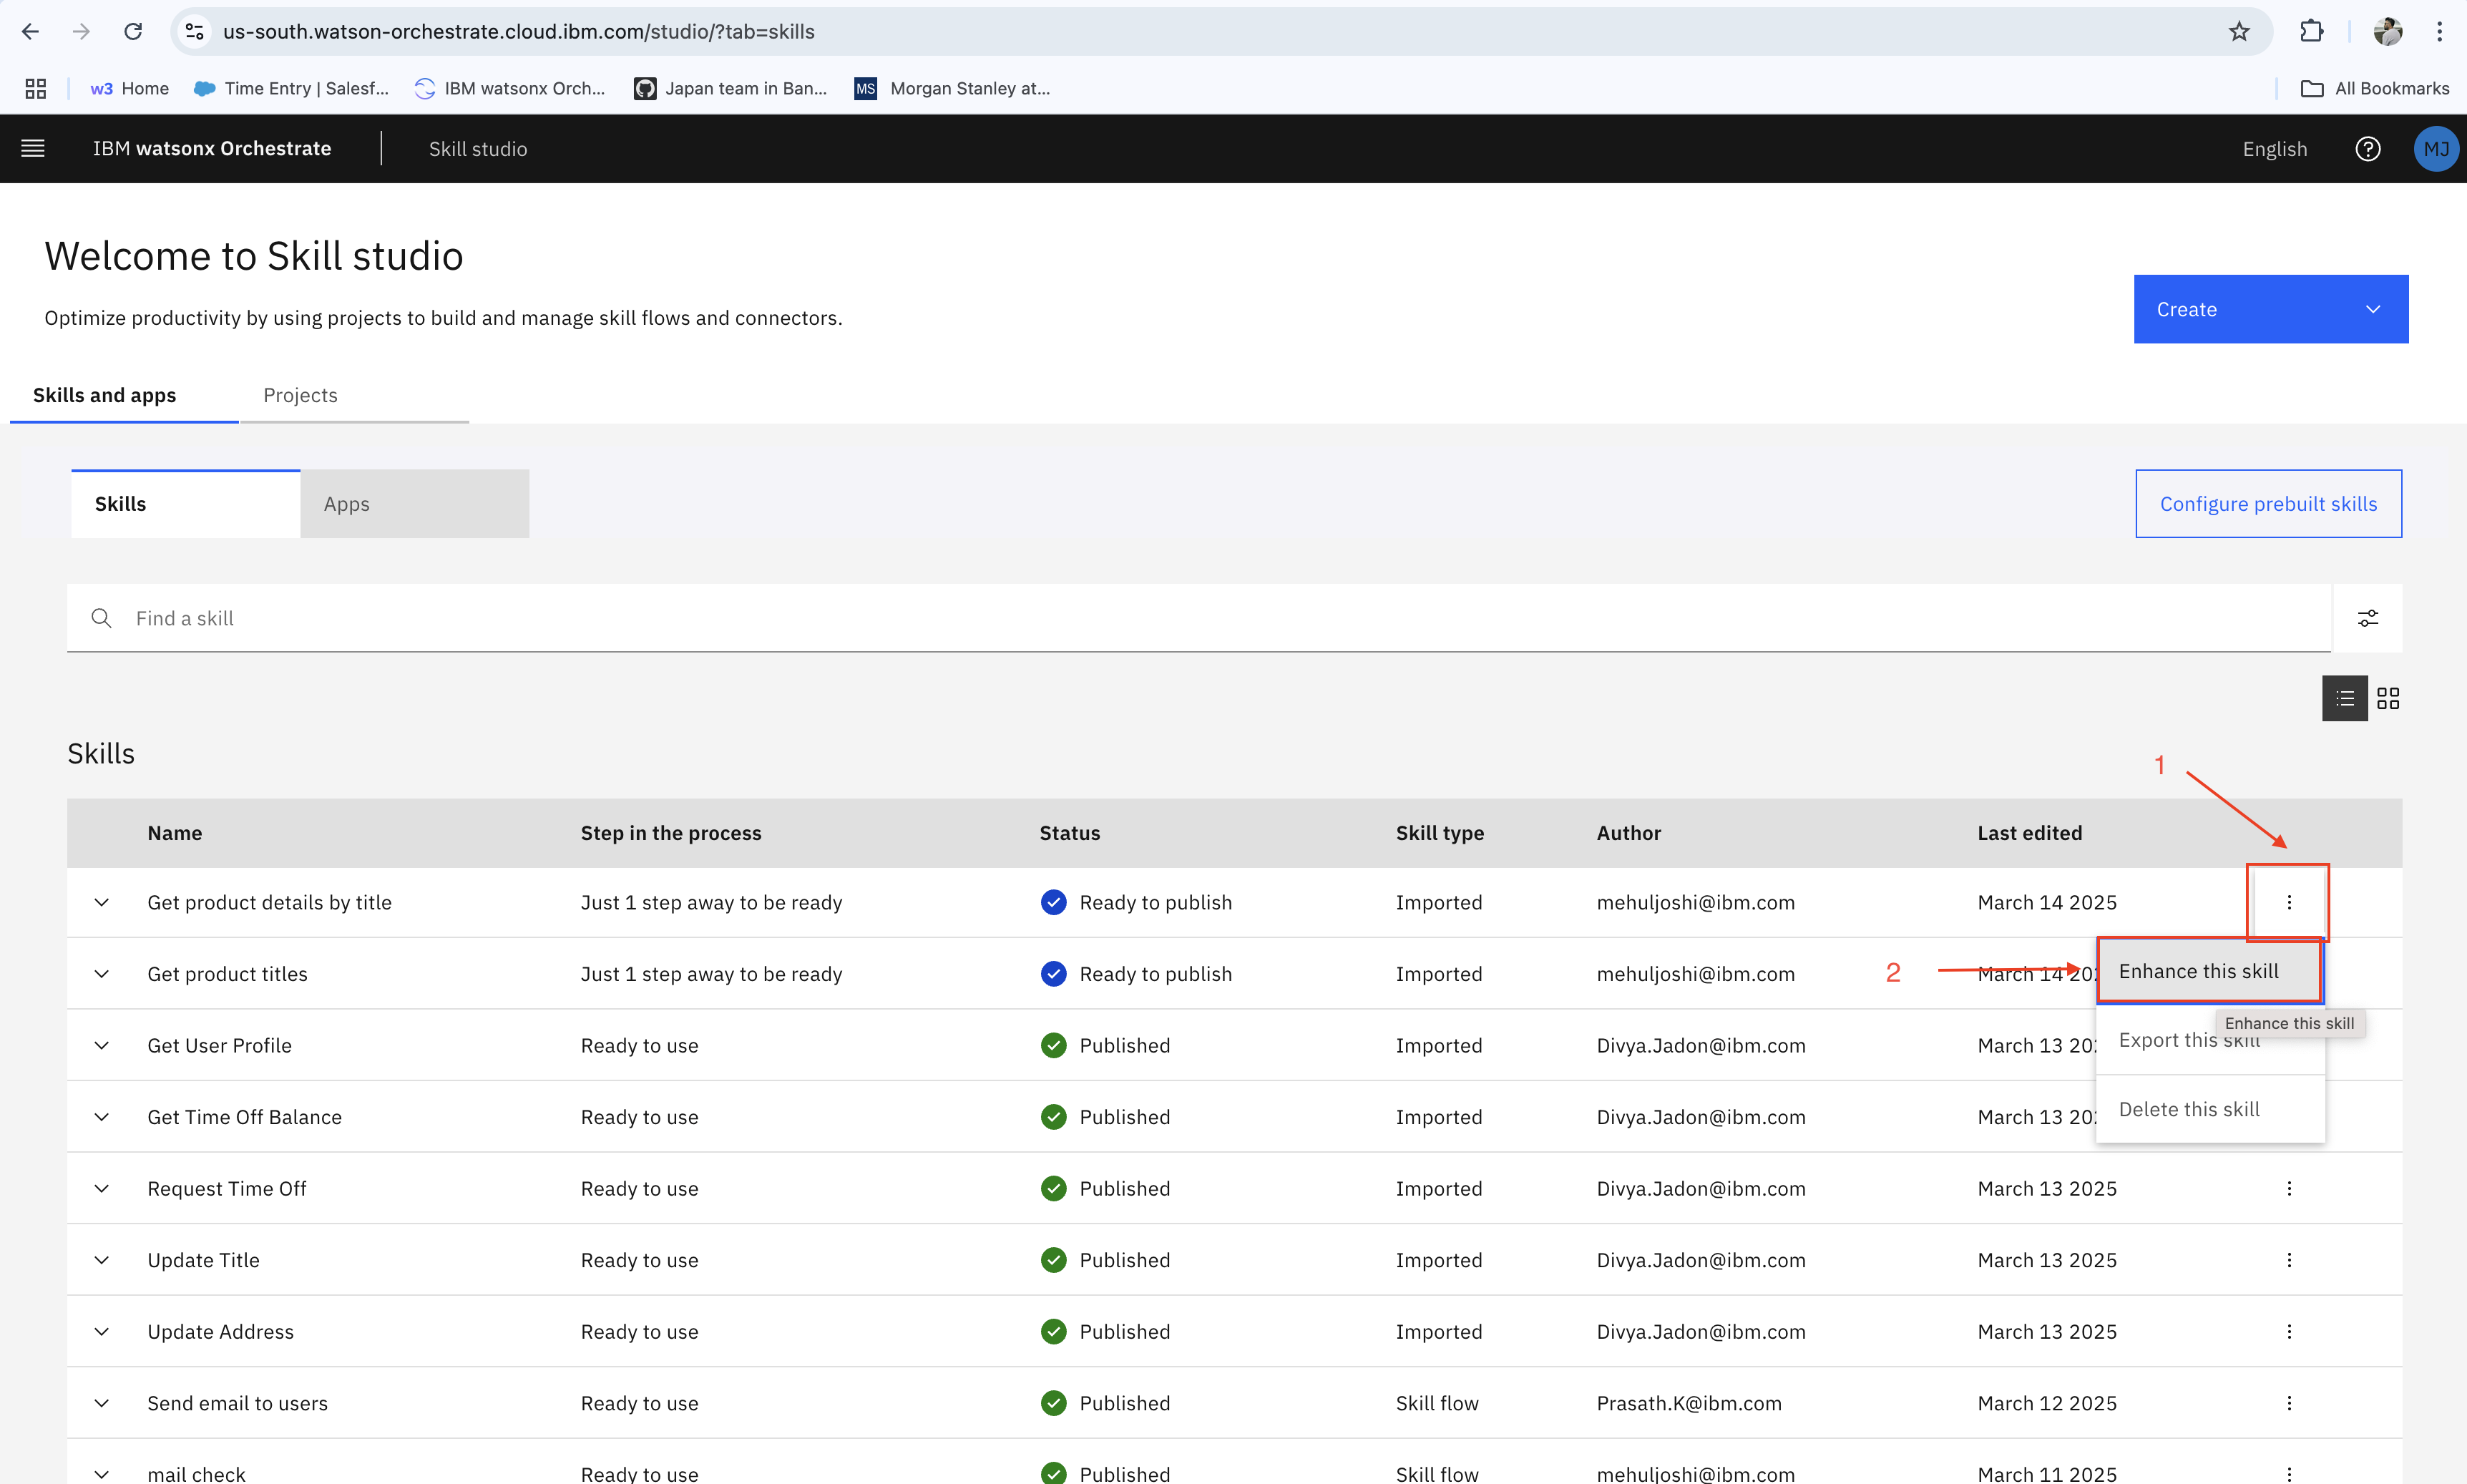 us-south.watson-orchestrate.cloud.ibm.com/studio/?tab=skills
w3 Home Time Entry | Salesf... IBM watsonx Orch... Japan team in Ban... MS Morgan Stanley at... All Bookmarks
IBM watsonx Orchestrate Skill studio English MJ
Welcome to Skill studio
Optimize productivity by using projects to build and manage skill flows and connectors.
Create
Skills and apps Projects
Skills Apps Configure prebuilt skills
Find a skill
Skills
1
Name Step in the process Status Skill type Author Last edited
Get product details by title Just 1 step away to be ready Ready to publish Imported mehuljoshi@ibm.com March 14 2025
Get product titles Just 1 step away to be ready Ready to publish Imported mehuljoshi@ibm.com 2 March 14 202 Enhance this skill
Enhance this skill
Get User Profile Ready to use Published Imported Divya.Jadon@ibm.com March 13 202 Export this skill
Get Time Off Balance Ready to use Published Imported Divya.Jadon@ibm.com March 13 202 Delete this skill
Request Time Off Ready to use Published Imported Divya.Jadon@ibm.com March 13 2025
Update Title Ready to use Published Imported Divya.Jadon@ibm.com March 13 2025
Update Address Ready to use Published Imported Divya.Jadon@ibm.com March 13 2025
Send email to users Ready to use Published Skill flow Prasath.K@ibm.com March 12 2025
mail check Ready to use Published Skill flow mehuljoshi@ibm.com March 11 2025